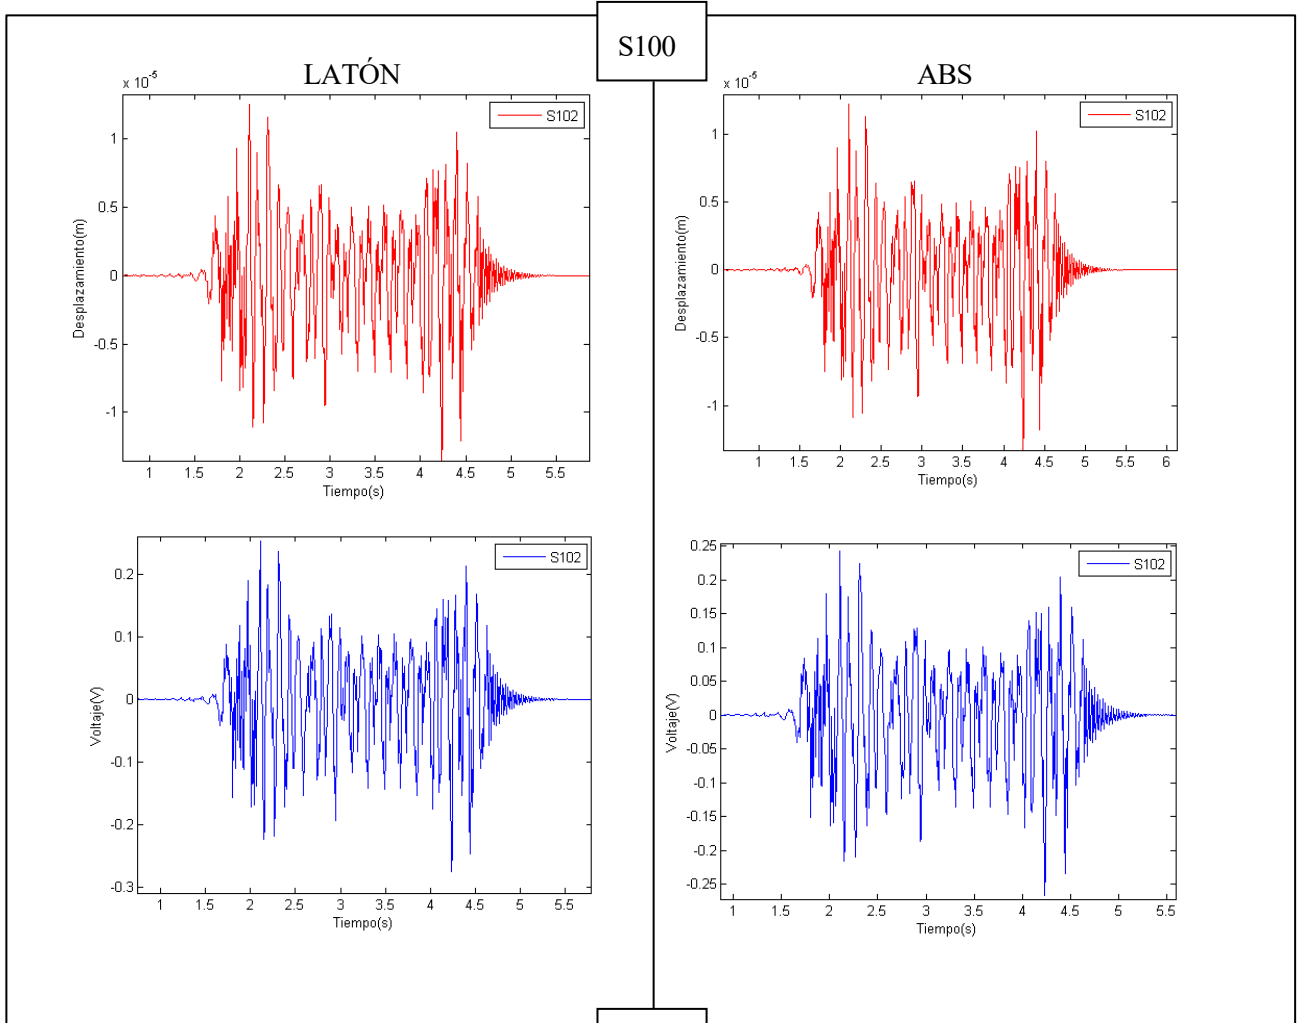 S100
LATÓN
ABS
x 10^-5
S102
1
0.5
0
-0.5
-1
Desplazamiento(m)
1 1.5 2 2.5 3 3.5 4 4.5 5 5.5
Tiempo(s)
x 10^-5
S102
1
0.5
0
-0.5
-1
Desplazamiento(m)
1 1.5 2 2.5 3 3.5 4 4.5 5 5.5 6
Tiempo(s)
S102
0.2
0.1
0
-0.1
-0.2
-0.3
Voltaje(V)
1 1.5 2 2.5 3 3.5 4 4.5 5 5.5
Tiempo(s)
S102
0.25
0.2
0.15
0.1
0.05
0
-0.05
-0.1
-0.15
-0.2
-0.25
Voltaje(V)
1 1.5 2 2.5 3 3.5 4 4.5 5 5.5
Tiempo(s)